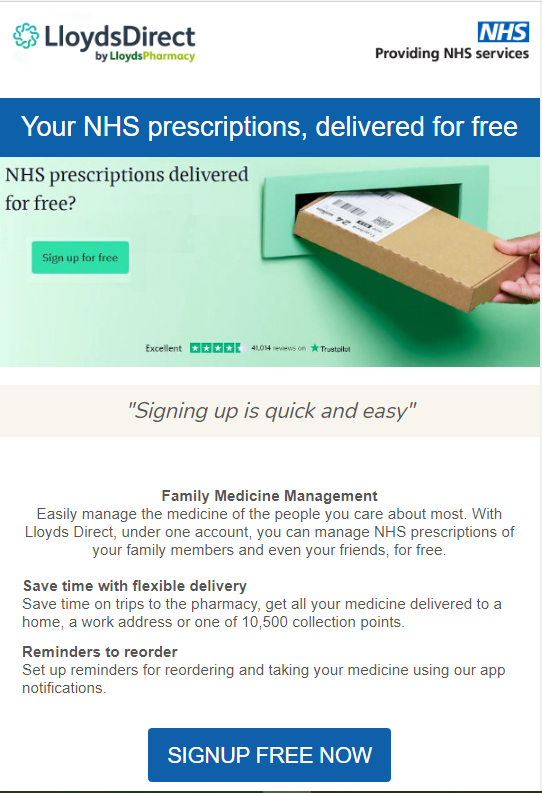 LloydsDirect
by LloydsPharmacy
NHS
Providing NHS services
Your NHS prescriptions, delivered for free
NHS prescriptions delivered
for free?
Sign up for free
24
Excellent
41,014 reviews on
Trustpilot
"Signing up is quick and easy"
Family Medicine Management
Easily manage the medicine of the people you care about most. With
Lloyds Direct, under one account, you can manage NHS prescriptions of
your family members and even your friends, for free.
Save time with flexible delivery
Save time on trips to the pharmacy, get all your medicine delivered to a
home, a work address or one of 10,500 collection points.
Reminders to reorder
Set up reminders for reordering and taking your medicine using our app
notifications.
SIGNUP FREE NOW